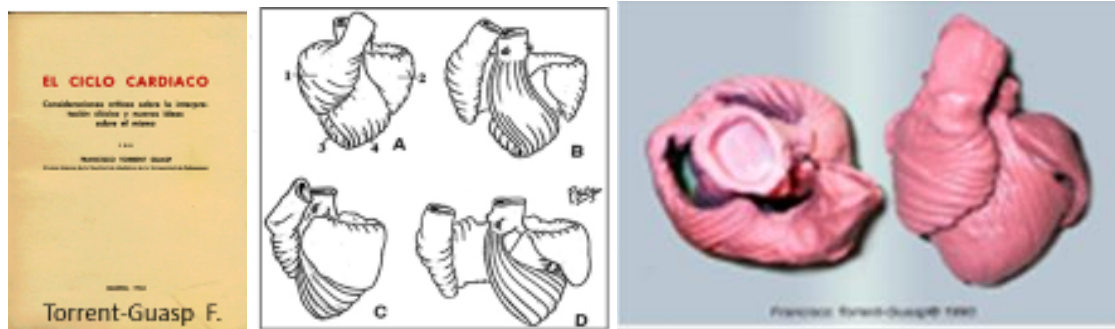 EL CICLO CARDIACO
Consideraciones críticas sobre la interpre-
tación clásica y nuevas ideas
sobre el mismo
POR
FRANCISCO TORRENT GUASP
Torrent-Guasp F.
1
2
3
4
A
B
C
D
Francisco Torrent-Guasp©